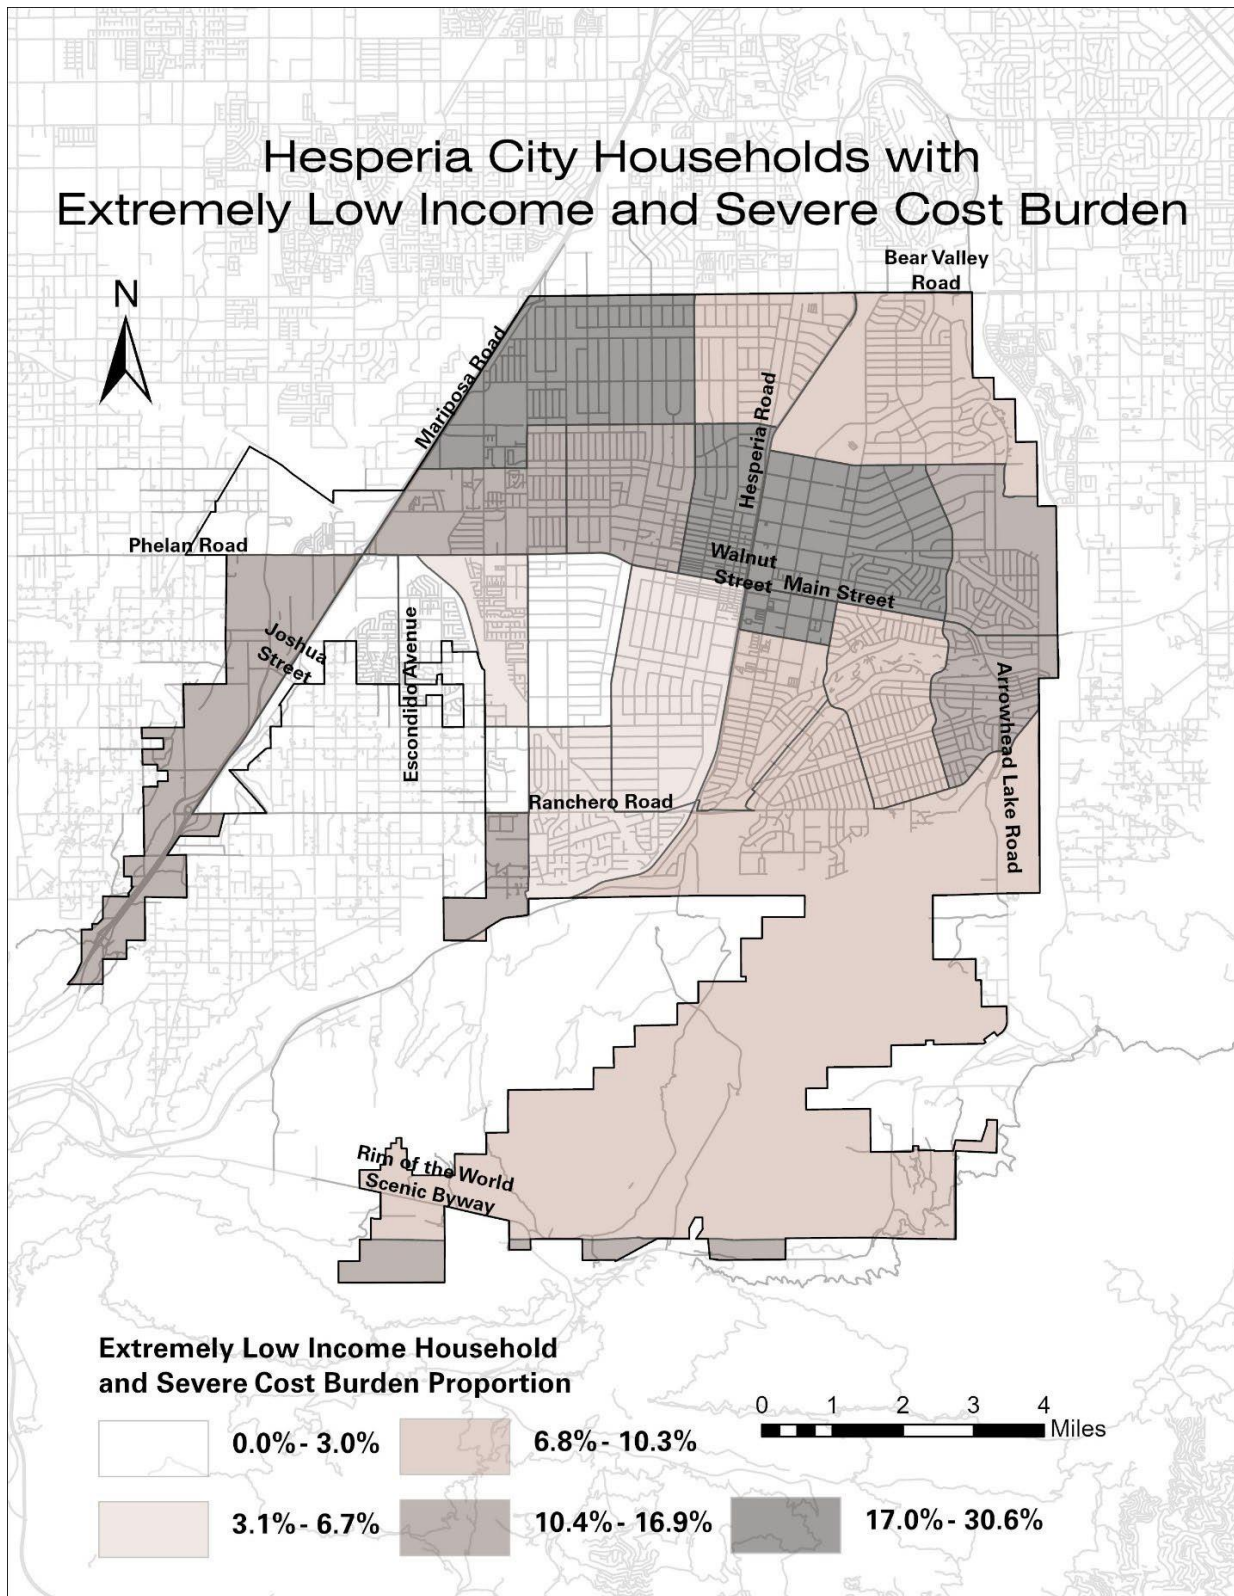 Hesperia City Households with
Extremely Low Income and Severe Cost Burden
Bear Valley
Road
N
Mariposa Road
Hesperia Road
Phelan Road
Walnut
Street
Main Street
Joshua
Street
Escondido Avenue
Arrowhead Lake Road
Ranchero Road
Rim of the World
Scenic Byway
Extremely Low Income Household
and Severe Cost Burden Proportion
0 1 2 3 4
Miles
0.0% - 3.0%
6.8% - 10.3%
3.1% - 6.7%
10.4% - 16.9%
17.0% - 30.6%